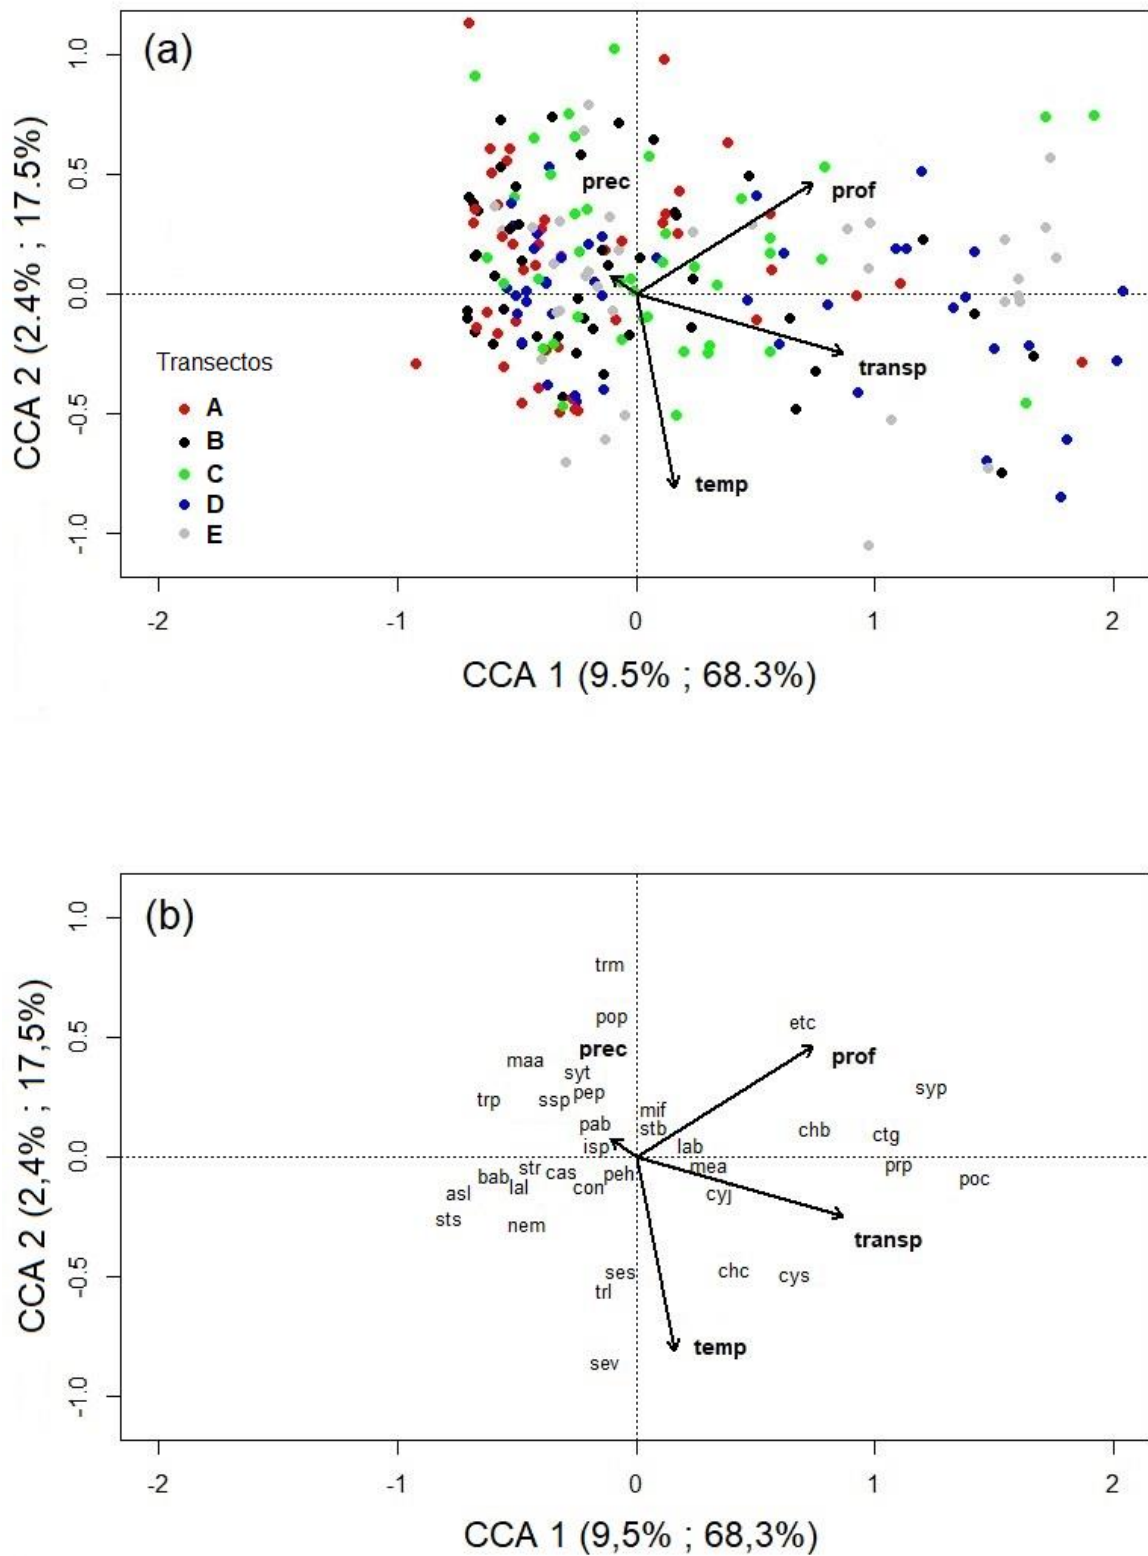 (a)
CCA 2 (2.4% ; 17.5%)
1.0
0.5
0.0
-0.5
-1.0
prec
prof
transp
temp
Transectos
A
B
C
D
E
-2 -1 0 1 2
CCA 1 (9.5% ; 68.3%)
(b)
CCA 2 (2,4% ; 17,5%)
1.0
0.5
0.0
-0.5
-1.0
trm
pop
etc
prec
prof
maa
syt
syp
trp
ssp
pep
mif
pab
stb
chb
ctg
isp
lab
str
cas
peh
mea
prp
bab
lal
con
poc
asl
cyj
sts
nem
transp
ses
chc
cys
trl
temp
sev
-2 -1 0 1 2
CCA 1 (9,5% ; 68,3%)